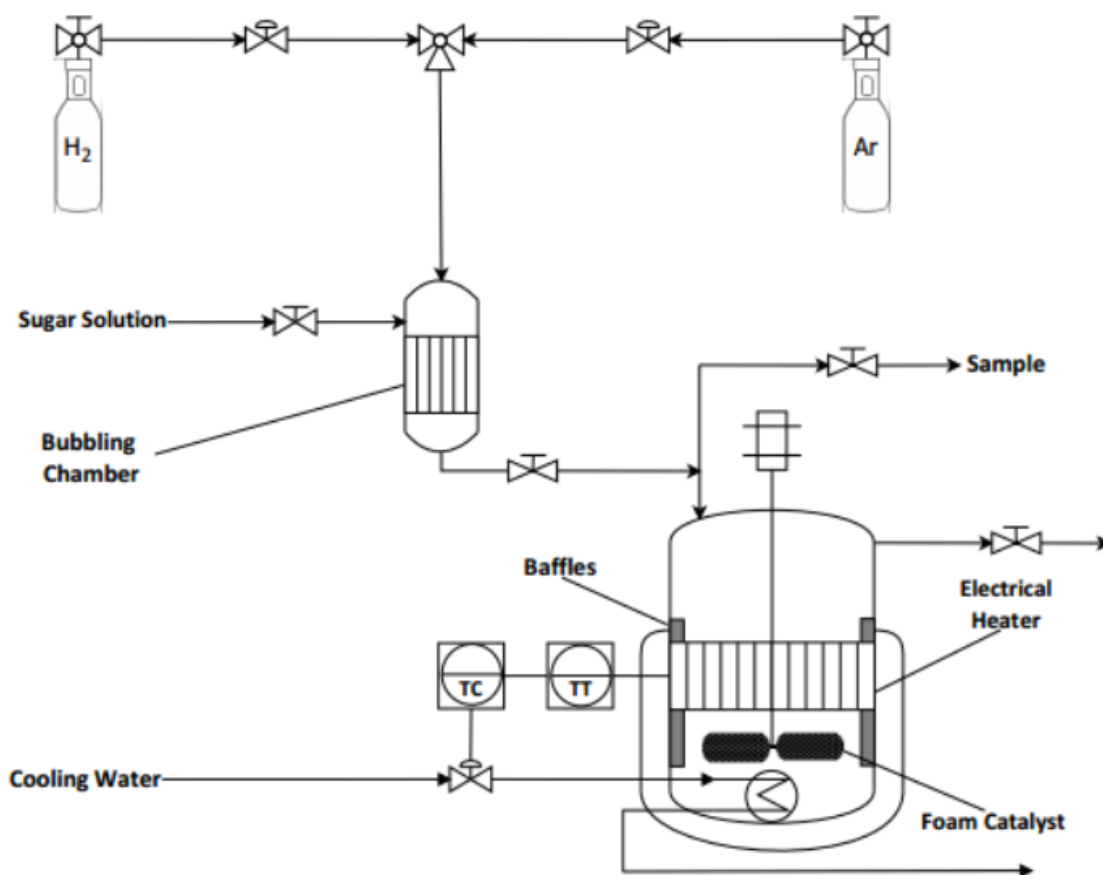 H2
Ar
Sugar Solution
Sample
Bubbling
Chamber
Baffles
Electrical
Heater
TC
TT
Cooling Water
Foam Catalyst